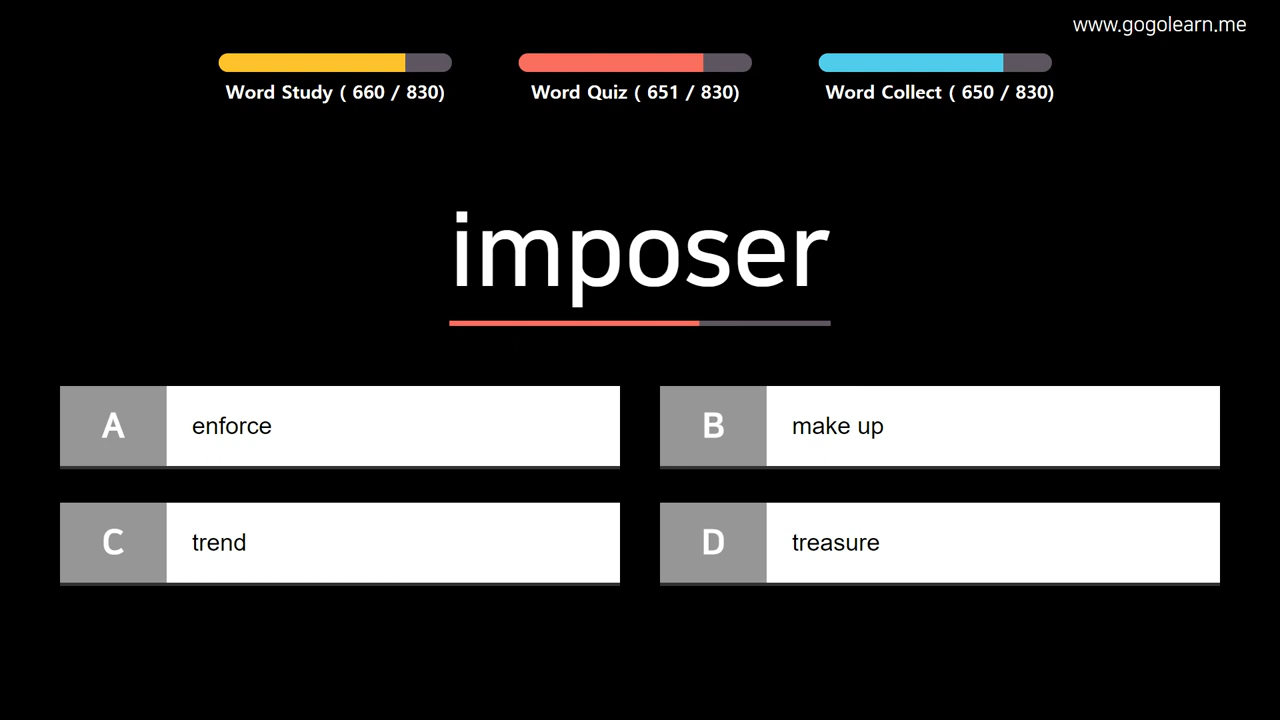 www.gogolearn.me
Word Study ( 660 / 830)
Word Quiz ( 651 / 830)
Word Collect ( 650 / 830)
imposer
A enforce
B make up
C trend
D treasure